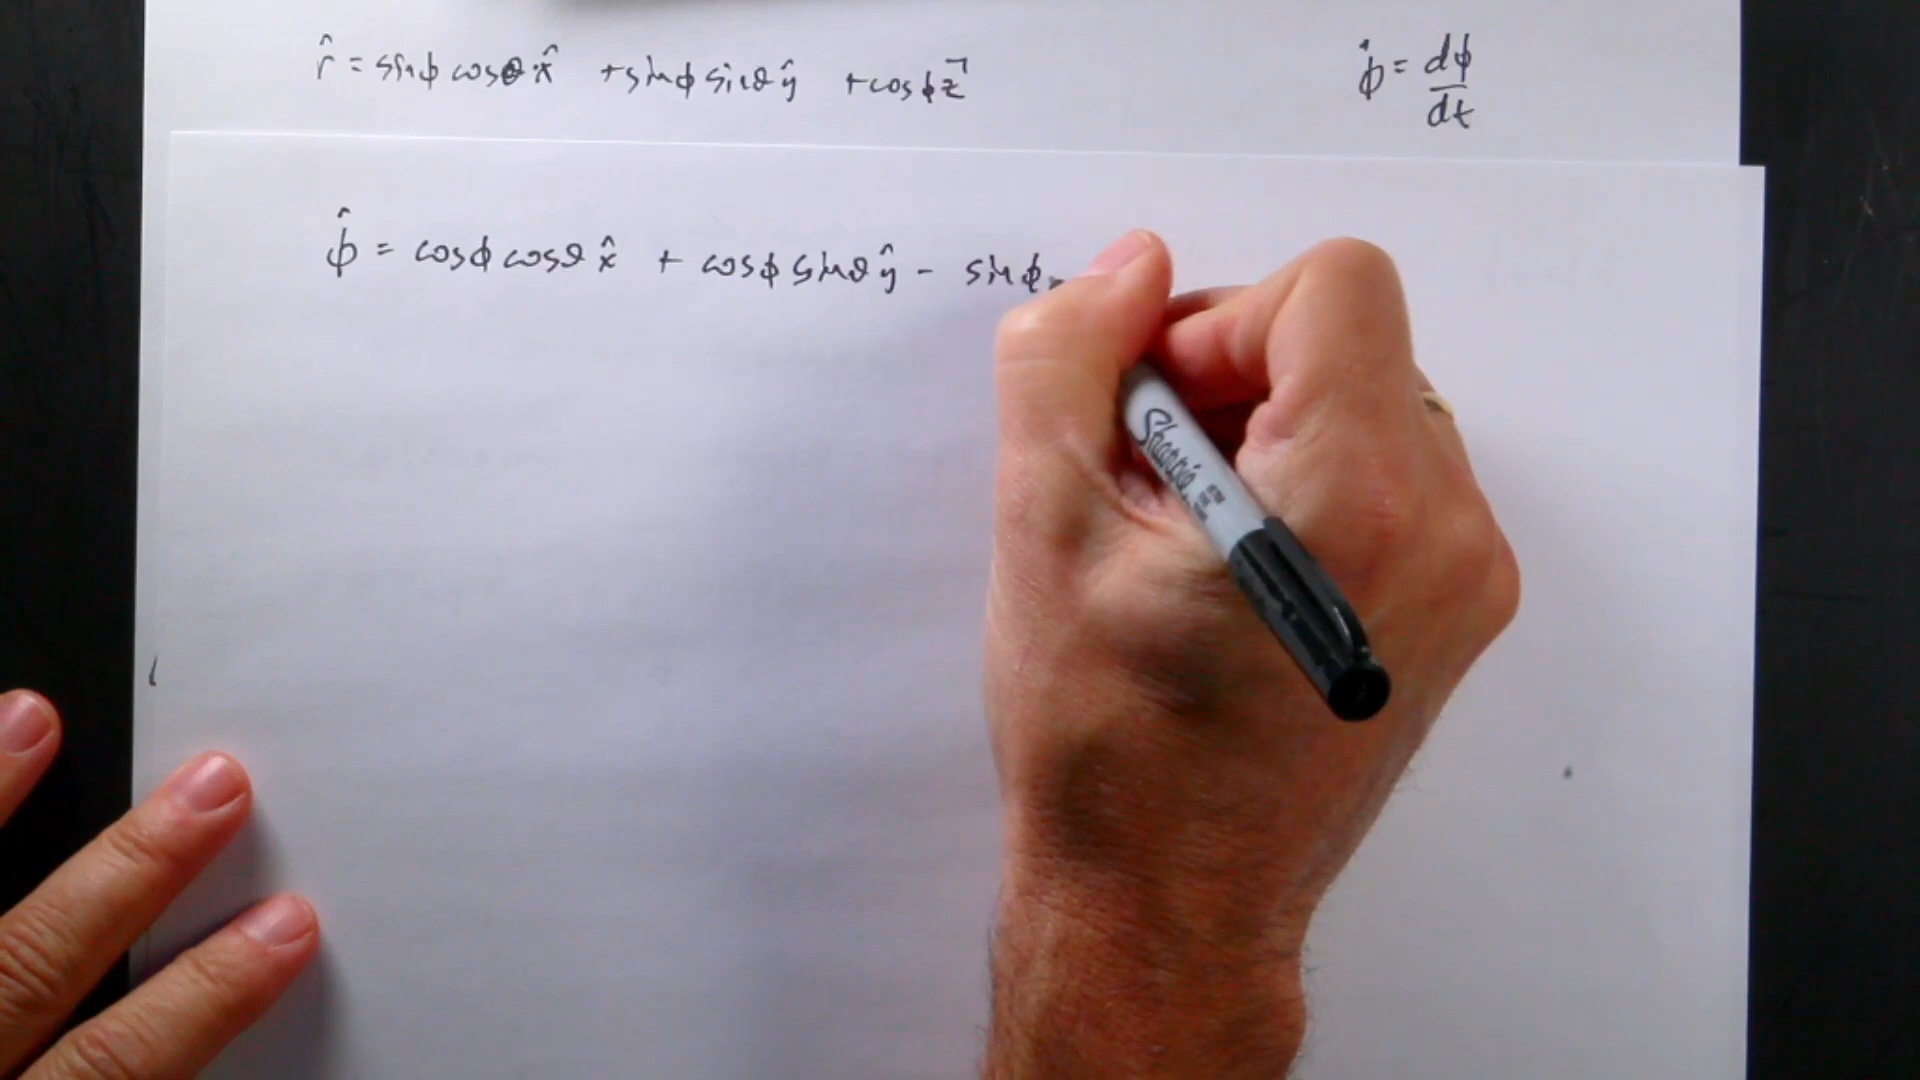 r̂ = sinϕ cosθ x̂ + sinϕ sinθ ŷ + cosϕ z⃗
ϕ̇ = dϕ/dt
ϕ̂ = cosϕ cosθ x̂ + cosϕ sinθ ŷ - sinϕ
Sharpie